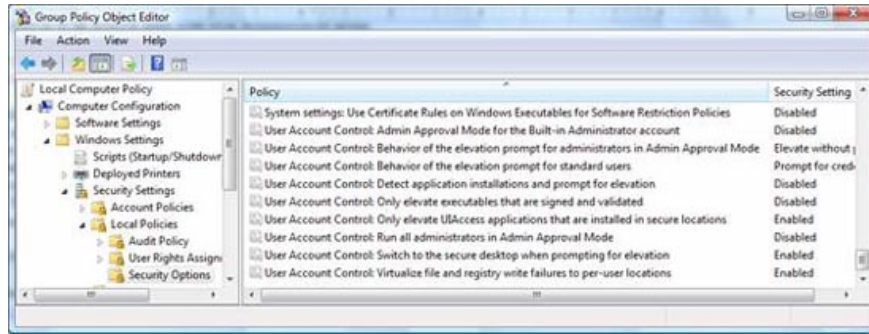 Group Policy Object Editor
File Action View Help
Local Computer Policy
Computer Configuration
Software Settings
Windows Settings
Scripts (Startup/Shutdowr
Deployed Printers
Security Settings
Account Policies
Local Policies
Audit Policy
User Rights Assign
Security Options
Policy Security Setting
System settings: Use Certificate Rules on Windows Executables for Software Restriction Policies Disabled
User Account Control: Admin Approval Mode for the Built-in Administrator account Disabled
User Account Control: Behavior of the elevation prompt for administrators in Admin Approval Mode Elevate without p
User Account Control: Behavior of the elevation prompt for standard users Prompt for cred
User Account Control: Detect application installations and prompt for elevation Disabled
User Account Control: Only elevate executables that are signed and validated Disabled
User Account Control: Only elevate UIAccess applications that are installed in secure locations Enabled
User Account Control: Run all administrators in Admin Approval Mode Disabled
User Account Control: Switch to the secure desktop when prompting for elevation Enabled
User Account Control: Virtualize file and registry write failures to per-user locations Enabled